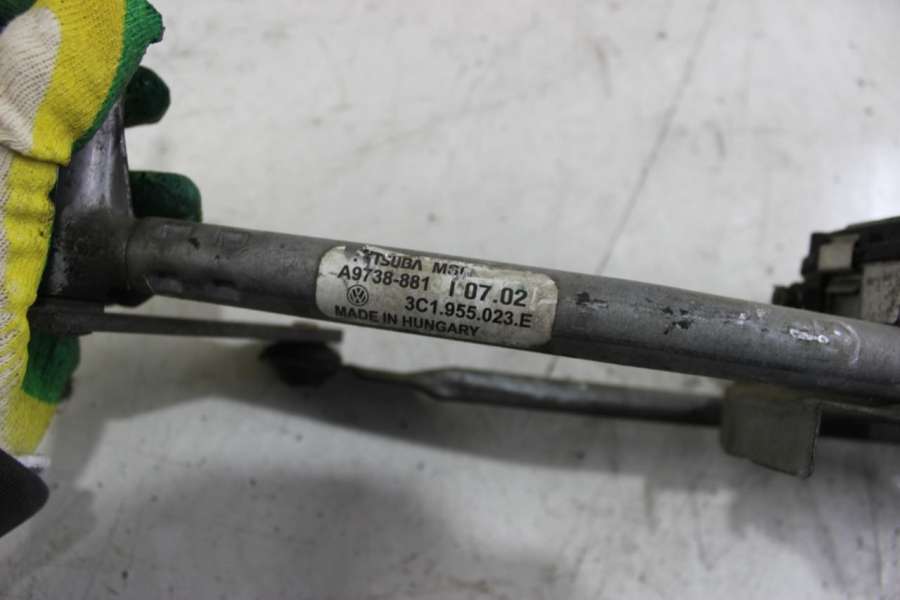 A9738-881 I 07.02
3C1.955.023.E
MADE IN HUNGARY